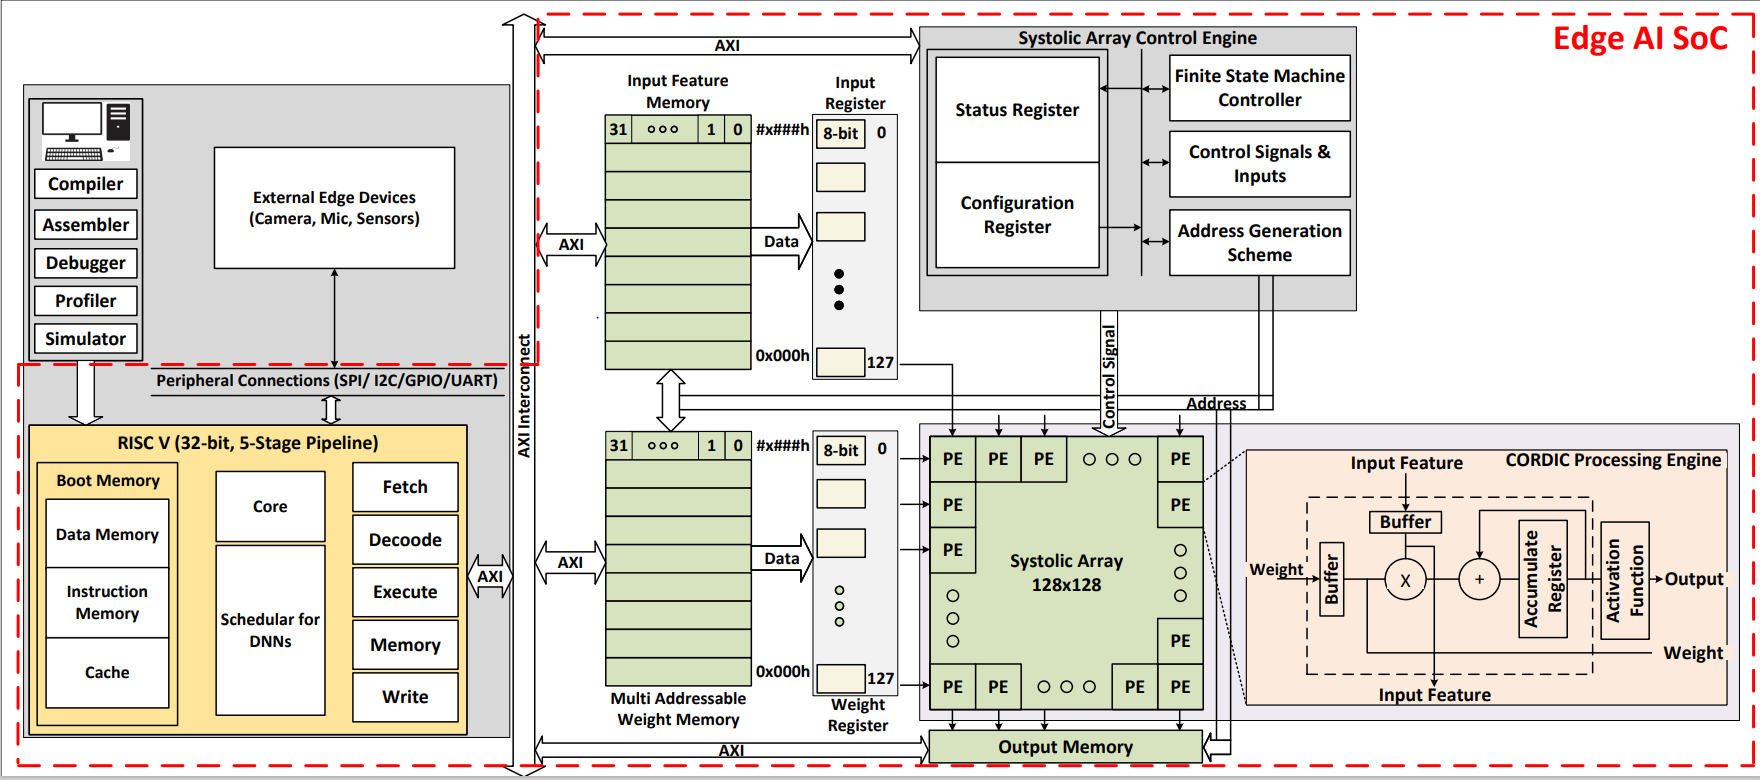 Edge AI SoC
AXI
Systolic Array Control Engine
Status Register
Configuration
Register
Finite State Machine
Controller
Control Signals &
Inputs
Address Generation
Scheme
Input Feature
Memory
31 1 0 #x###h
0x000h
Input
Register
8-bit 0
127
AXI
Data
Compiler
Assembler
Debugger
Profiler
Simulator
External Edge Devices
(Camera, Mic, Sensors)
Peripheral Connections (SPI/ I2C/GPIO/UART)
AXI Interconnect
Control Signal
Address
RISC V (32-bit, 5-Stage Pipeline)
Boot Memory
Data Memory
Instruction
Memory
Cache
Core
Schedular for
DNNs
Fetch
Decoode
Execute
Memory
Write
AXI
AXI
31 1 0 #x###h
0x000h
Multi Addressable
Weight Memory
Data
8-bit 0
127
Weight
Register
PE PE PE PE
PE PE
PE
Systolic Array
128x128
PE
PE PE PE PE
AXI
Output Memory
CORDIC Processing Engine
Input Feature
Buffer
Weight
Buffer
X
+
Accumulate
Register
Activation
Function
Output
Weight
Input Feature